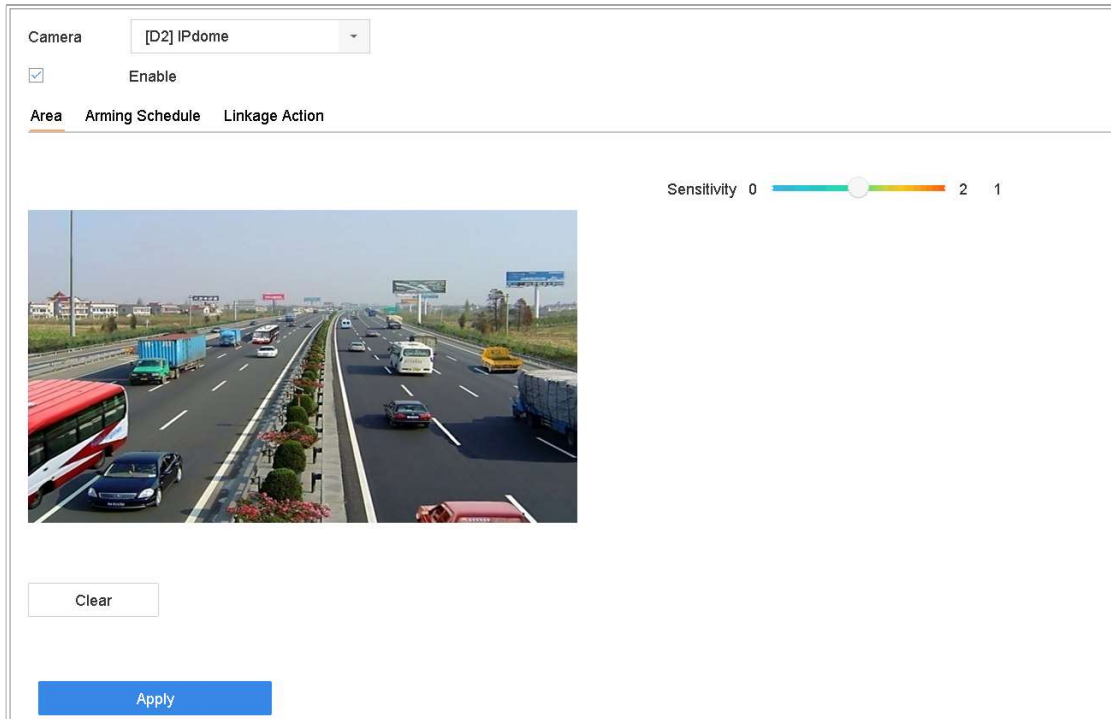 Camera [D2] IPdome
Enable
Area Arming Schedule Linkage Action
Sensitivity 0 2 1
Clear
Apply